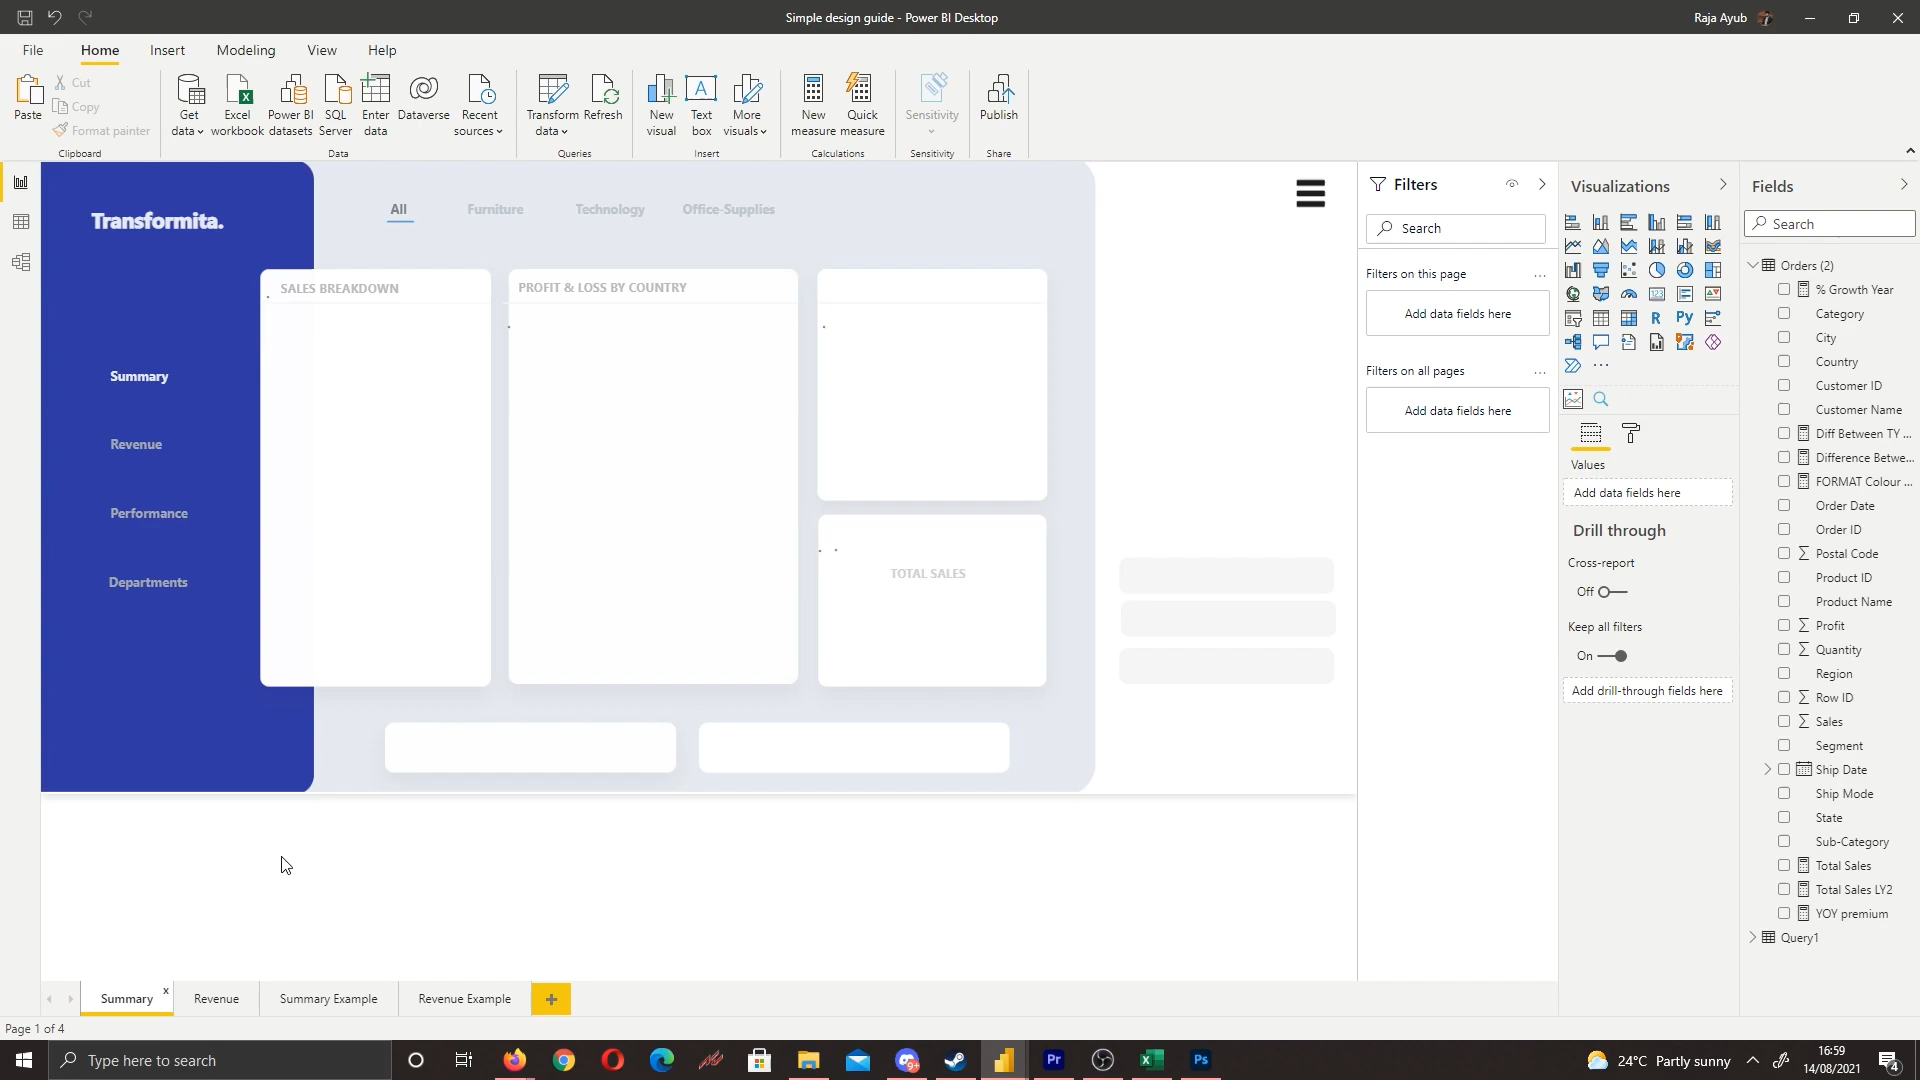 Simple design guide - Power BI Desktop
Raja Ayub
File
Home
Insert
Modeling
View
Help
Paste
Cut
Copy
Format painter
Clipboard
Get
data
Excel
workbook
Power BI
datasets
SQL
Server
Enter
data
Dataverse
Recent
sources
Data
Transform
data
Refresh
Queries
New
visual
A
Text
box
More
visuals
Insert
New
measure
Quick
measure
Calculations
Sensitivity
Sensitivity
Publish
Share
Transformita.
All
Furniture
Technology
Office-Supplies
Summary
Revenue
Performance
Departments
SALES BREAKDOWN
PROFIT & LOSS BY COUNTRY
TOTAL SALES
Filters
Search
Filters on this page
...
Add data fields here
Filters on all pages
...
Add data fields here
Visualizations
123
R
Py
...
Values
Add data fields here
Drill through
Cross-report
Off
Keep all filters
On
Add drill-through fields here
Fields
Search
Orders (2)
% Growth Year
Category
City
Country
Customer ID
Customer Name
Diff Between TY ...
Difference Betwe...
FORMAT Colour ...
Order Date
Order ID
Postal Code
Product ID
Product Name
Profit
Quantity
Region
Row ID
Sales
Segment
Ship Date
Ship Mode
State
Sub-Category
Total Sales
Total Sales LY2
YOY premium
Query1
Summary
x
Revenue
Summary Example
Revenue Example
+
Page 1 of 4
Type here to search
9+
Pr
Ps
24°C Partly sunny
16:59
14/08/2021
4